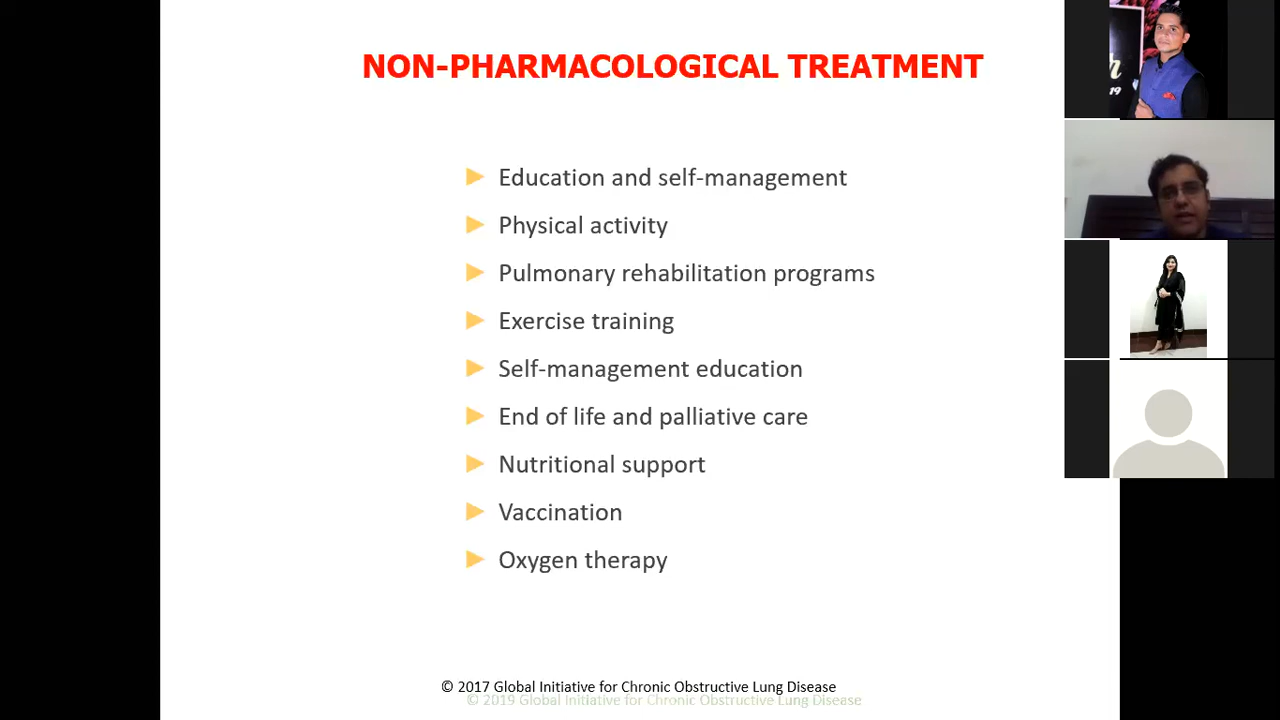 NON-PHARMACOLOGICAL TREATMENT
Education and self-management
Physical activity
Pulmonary rehabilitation programs
Exercise training
Self-management education
End of life and palliative care
Nutritional support
Vaccination
Oxygen therapy
© 2017 Global Initiative for Chronic Obstructive Lung Disease
© 2019 Global Initiative for Chronic Obstructive Lung Disease
h
19